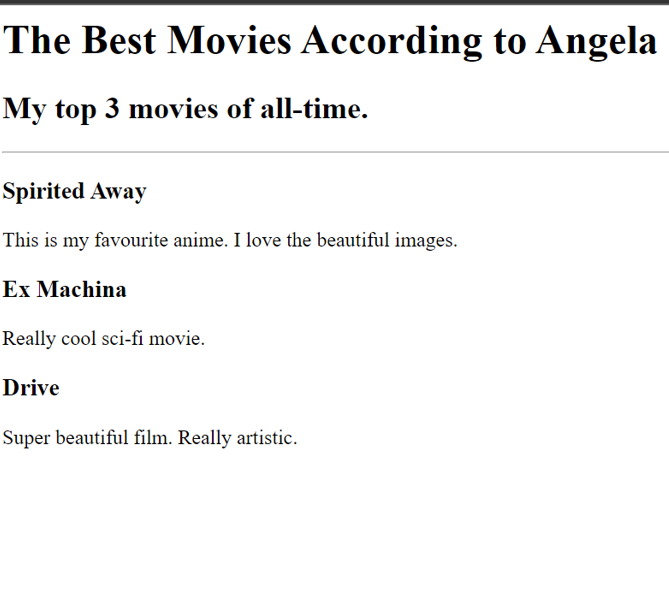 The Best Movies According to Angela
My top 3 movies of all-time.
Spirited Away
This is my favourite anime. I love the beautiful images.
Ex Machina
Really cool sci-fi movie.
Drive
Super beautiful film. Really artistic.